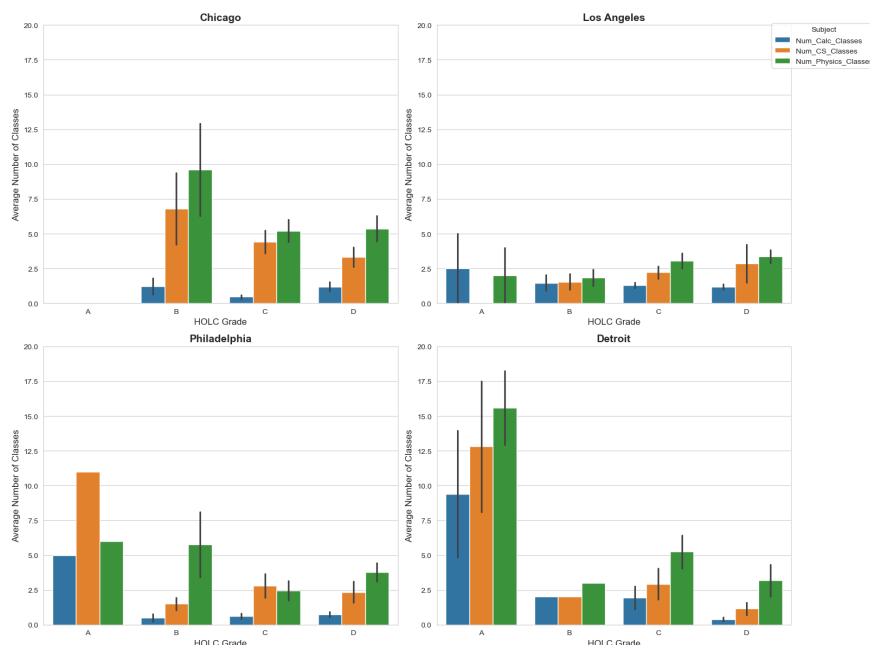 Chicago
20.0
17.5
15.0
12.5
10.0
7.5
5.0
2.5
0.0
Average Number of Classes
A B C D
HOLC Grade
Los Angeles
20.0
17.5
15.0
12.5
10.0
7.5
5.0
2.5
0.0
Average Number of Classes
A B C D
HOLC Grade
Subject
Num_Calc_Classes
Num_CS_Classes
Num_Physics_Classes
Philadelphia
20.0
17.5
15.0
12.5
10.0
7.5
5.0
2.5
0.0
Average Number of Classes
A B C D
HOLC Grade
Detroit
20.0
17.5
15.0
12.5
10.0
7.5
5.0
2.5
0.0
Average Number of Classes
A B C D
HOLC Grade